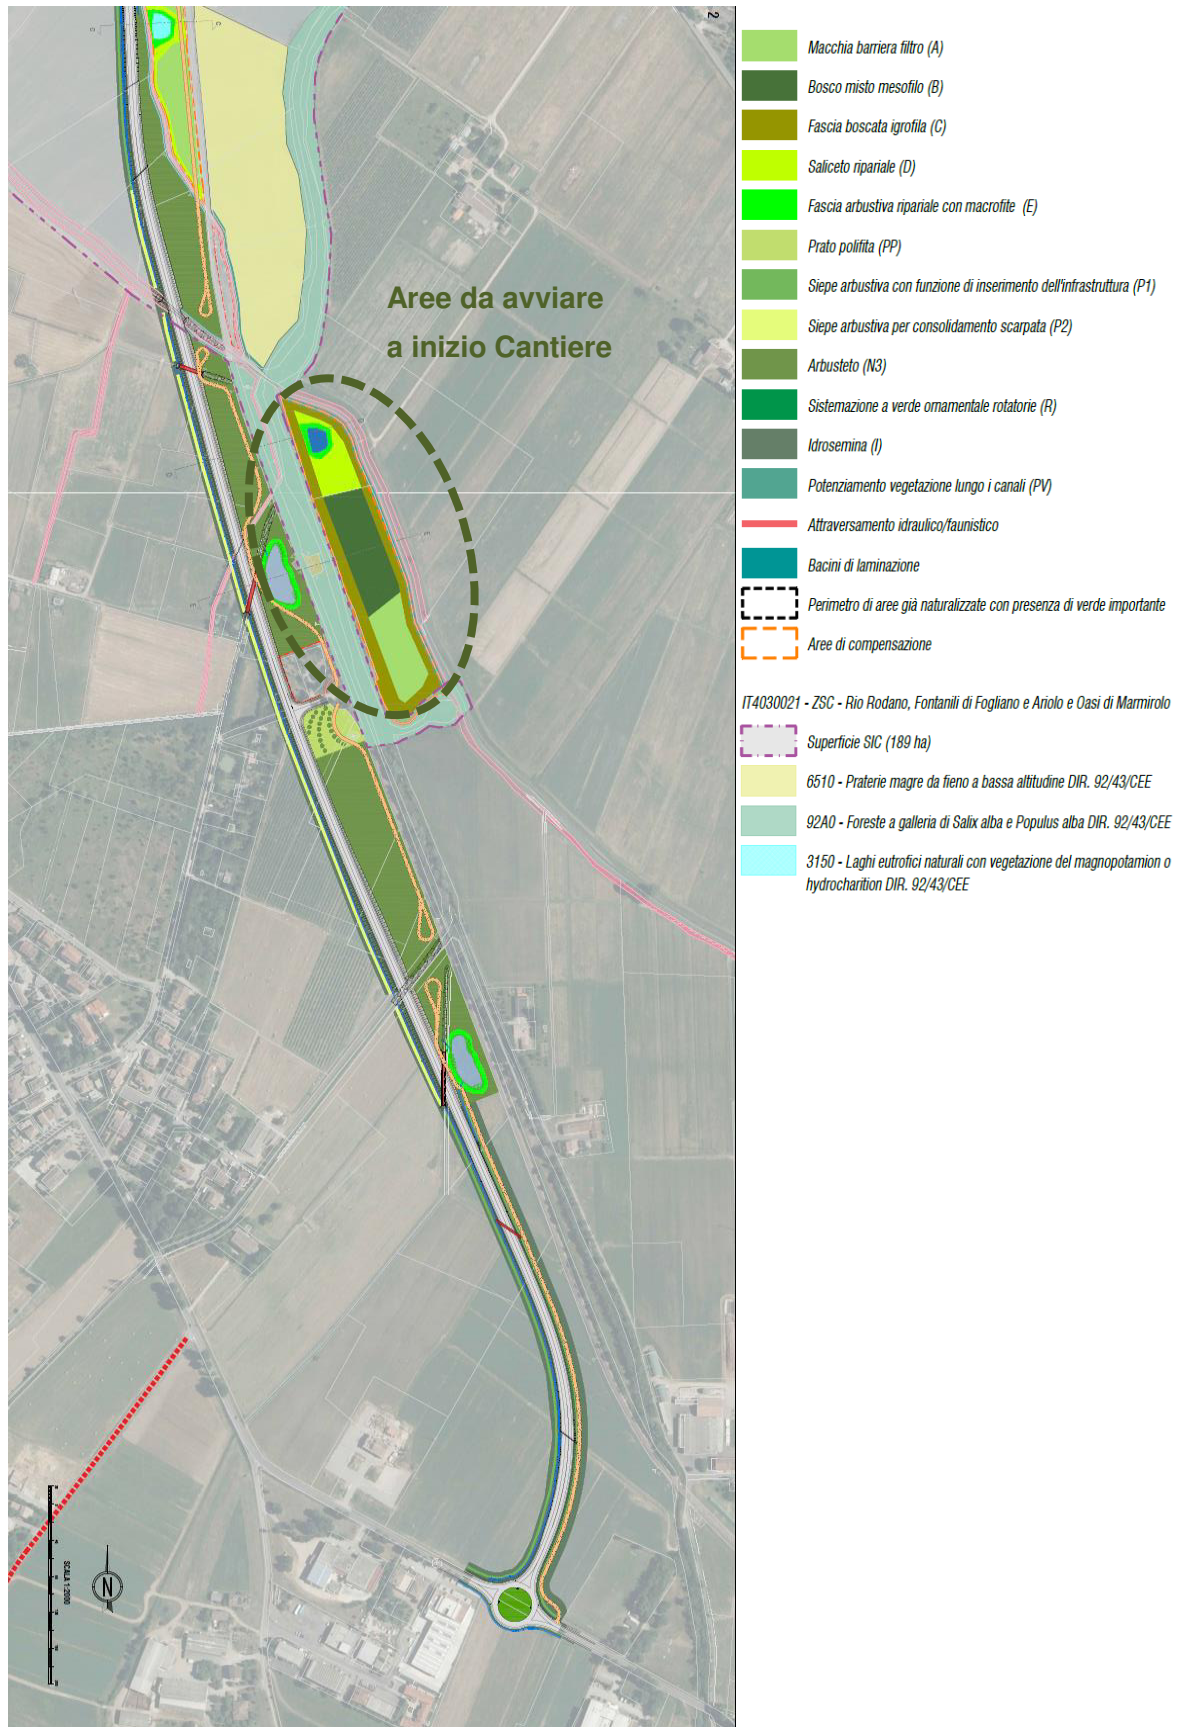 2
Aree da avviare
a inizio Cantiere
SCALA 1:2000
N
Macchia barriera filtro (A)
Bosco misto mesofilo (B)
Fascia boscata igrofila (C)
Saliceto ripariale (D)
Fascia arbustiva ripariale con macrofite (E)
Prato polifita (PP)
Siepe arbustiva con funzione di inserimento dell'infrastruttura (P1)
Siepe arbustiva per consolidamento scarpata (P2)
Arbusteto (N3)
Sistemazione a verde ornamentale rotatorie (R)
Idrosemina (I)
Potenziamento vegetazione lungo i canali (PV)
Attraversamento idraulico/faunistico
Bacini di laminazione
Perimetro di aree già naturalizzate con presenza di verde importante
Aree di compensazione
IT4030021 - ZSC - Rio Rodano, Fontanili di Fogliano e Ariolo e Oasi di Marmirolo
Superficie SIC (189 ha)
6510 - Praterie magre da fieno a bassa altitudine DIR. 92/43/CEE
92A0 - Foreste a galleria di Salix alba e Populus alba DIR. 92/43/CEE
3150 - Laghi eutrofici naturali con vegetazione del magnopotamion o
hydrocharition DIR. 92/43/CEE